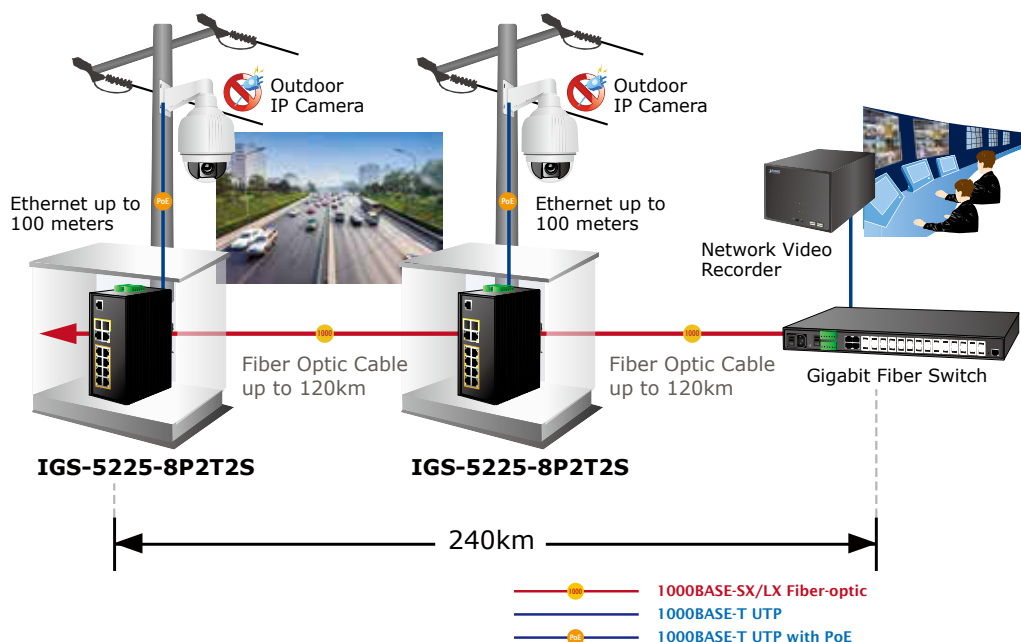 Outdoor
IP Camera
Outdoor
IP Camera
Ethernet up to
100 meters
PoE
PoE
Ethernet up to
100 meters
Network Video
Recorder
1000
1000
Fiber Optic Cable
up to 120km
Fiber Optic Cable
up to 120km
Gigabit Fiber Switch
IGS-5225-8P2T2S
IGS-5225-8P2T2S
240km
1000
1000BASE-SX/LX Fiber-optic
1000BASE-T UTP
PoE
1000BASE-T UTP with PoE